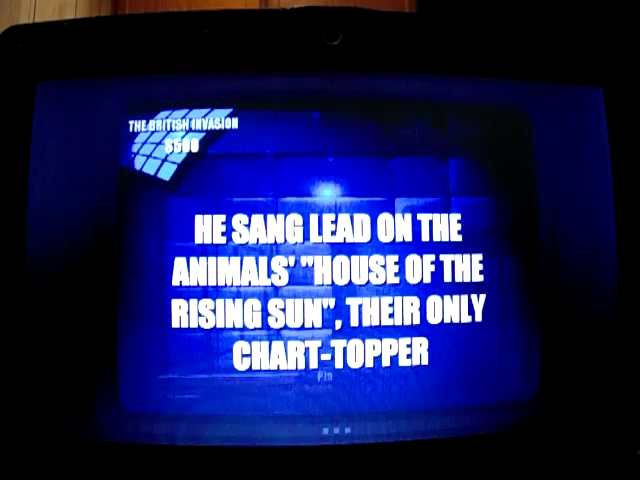 THE BRITISH INVASION
HE SANG LEAD ON THE
ANIMALS' "HOUSE OF THE
RISING SUN", THEIR ONLY
CHART-TOPPER